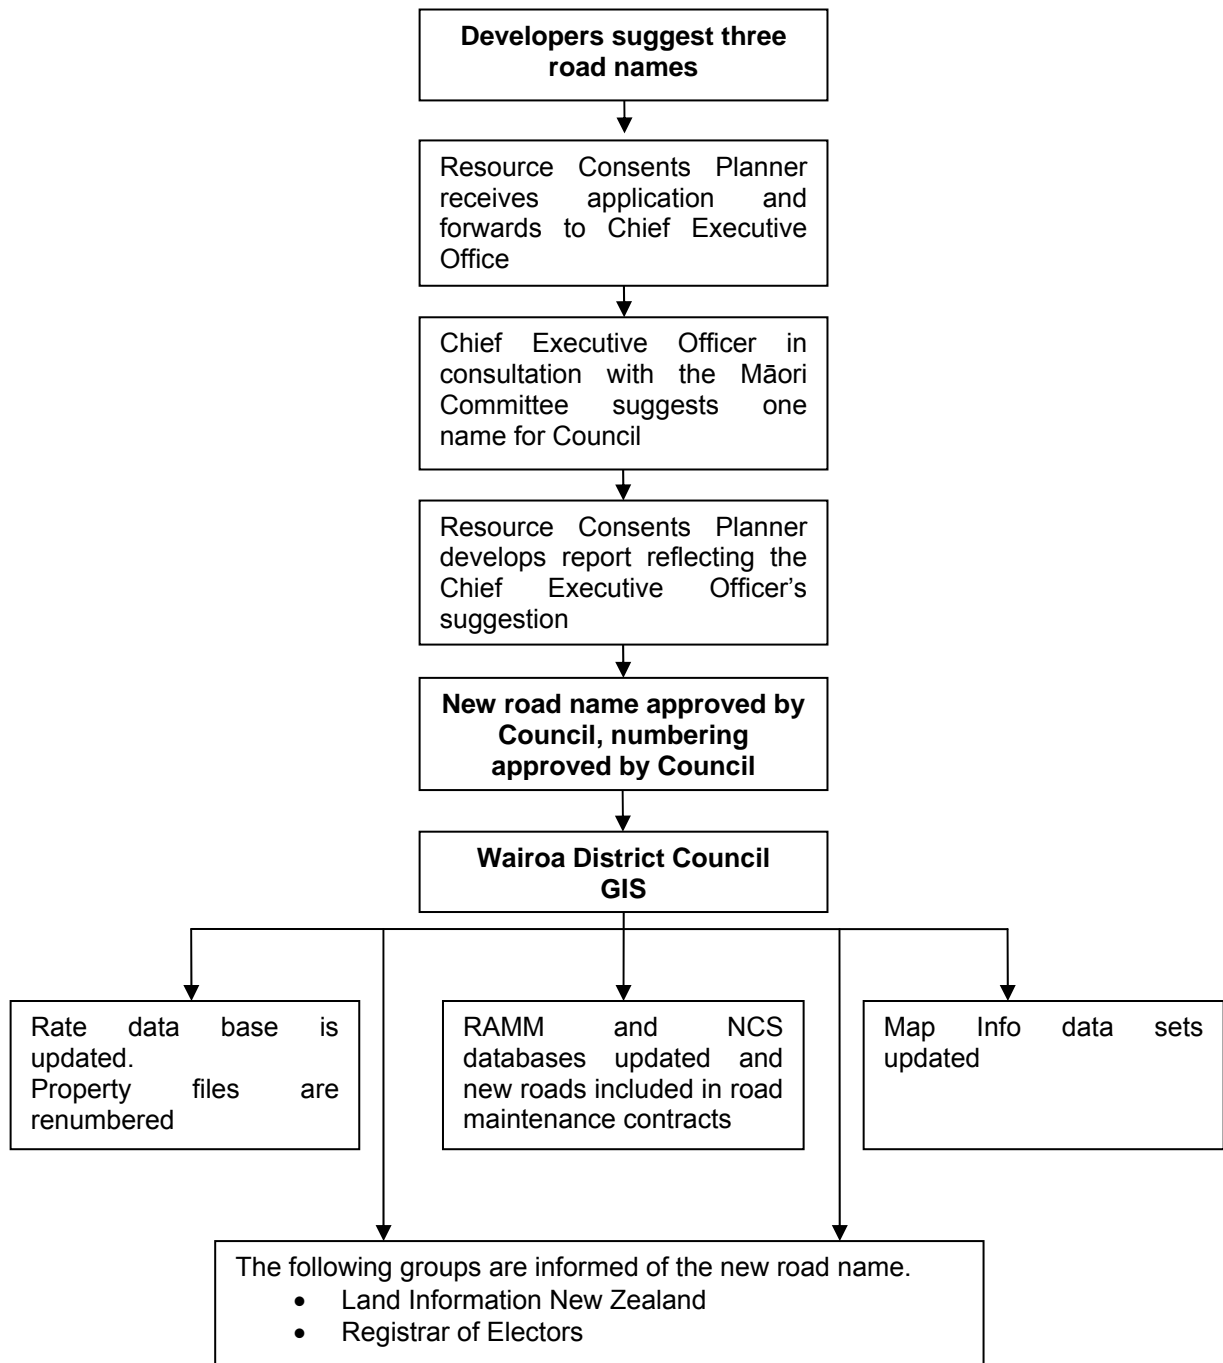 Developers suggest three
road names
Resource Consents Planner
receives application and
forwards to Chief Executive
Office
Chief Executive Officer in
consultation with the Māori
Committee suggests one
name for Council
Resource Consents Planner
develops report reflecting the
Chief Executive Officer's
suggestion
New road name approved by
Council, numbering
approved by Council
Wairoa District Council
GIS
Rate data base is
updated.
Property files are
renumbered
RAMM and NCS
databases updated and
new roads included in road
maintenance contracts
Map Info data sets
updated
The following groups are informed of the new road name.
• Land Information New Zealand
• Registrar of Electors